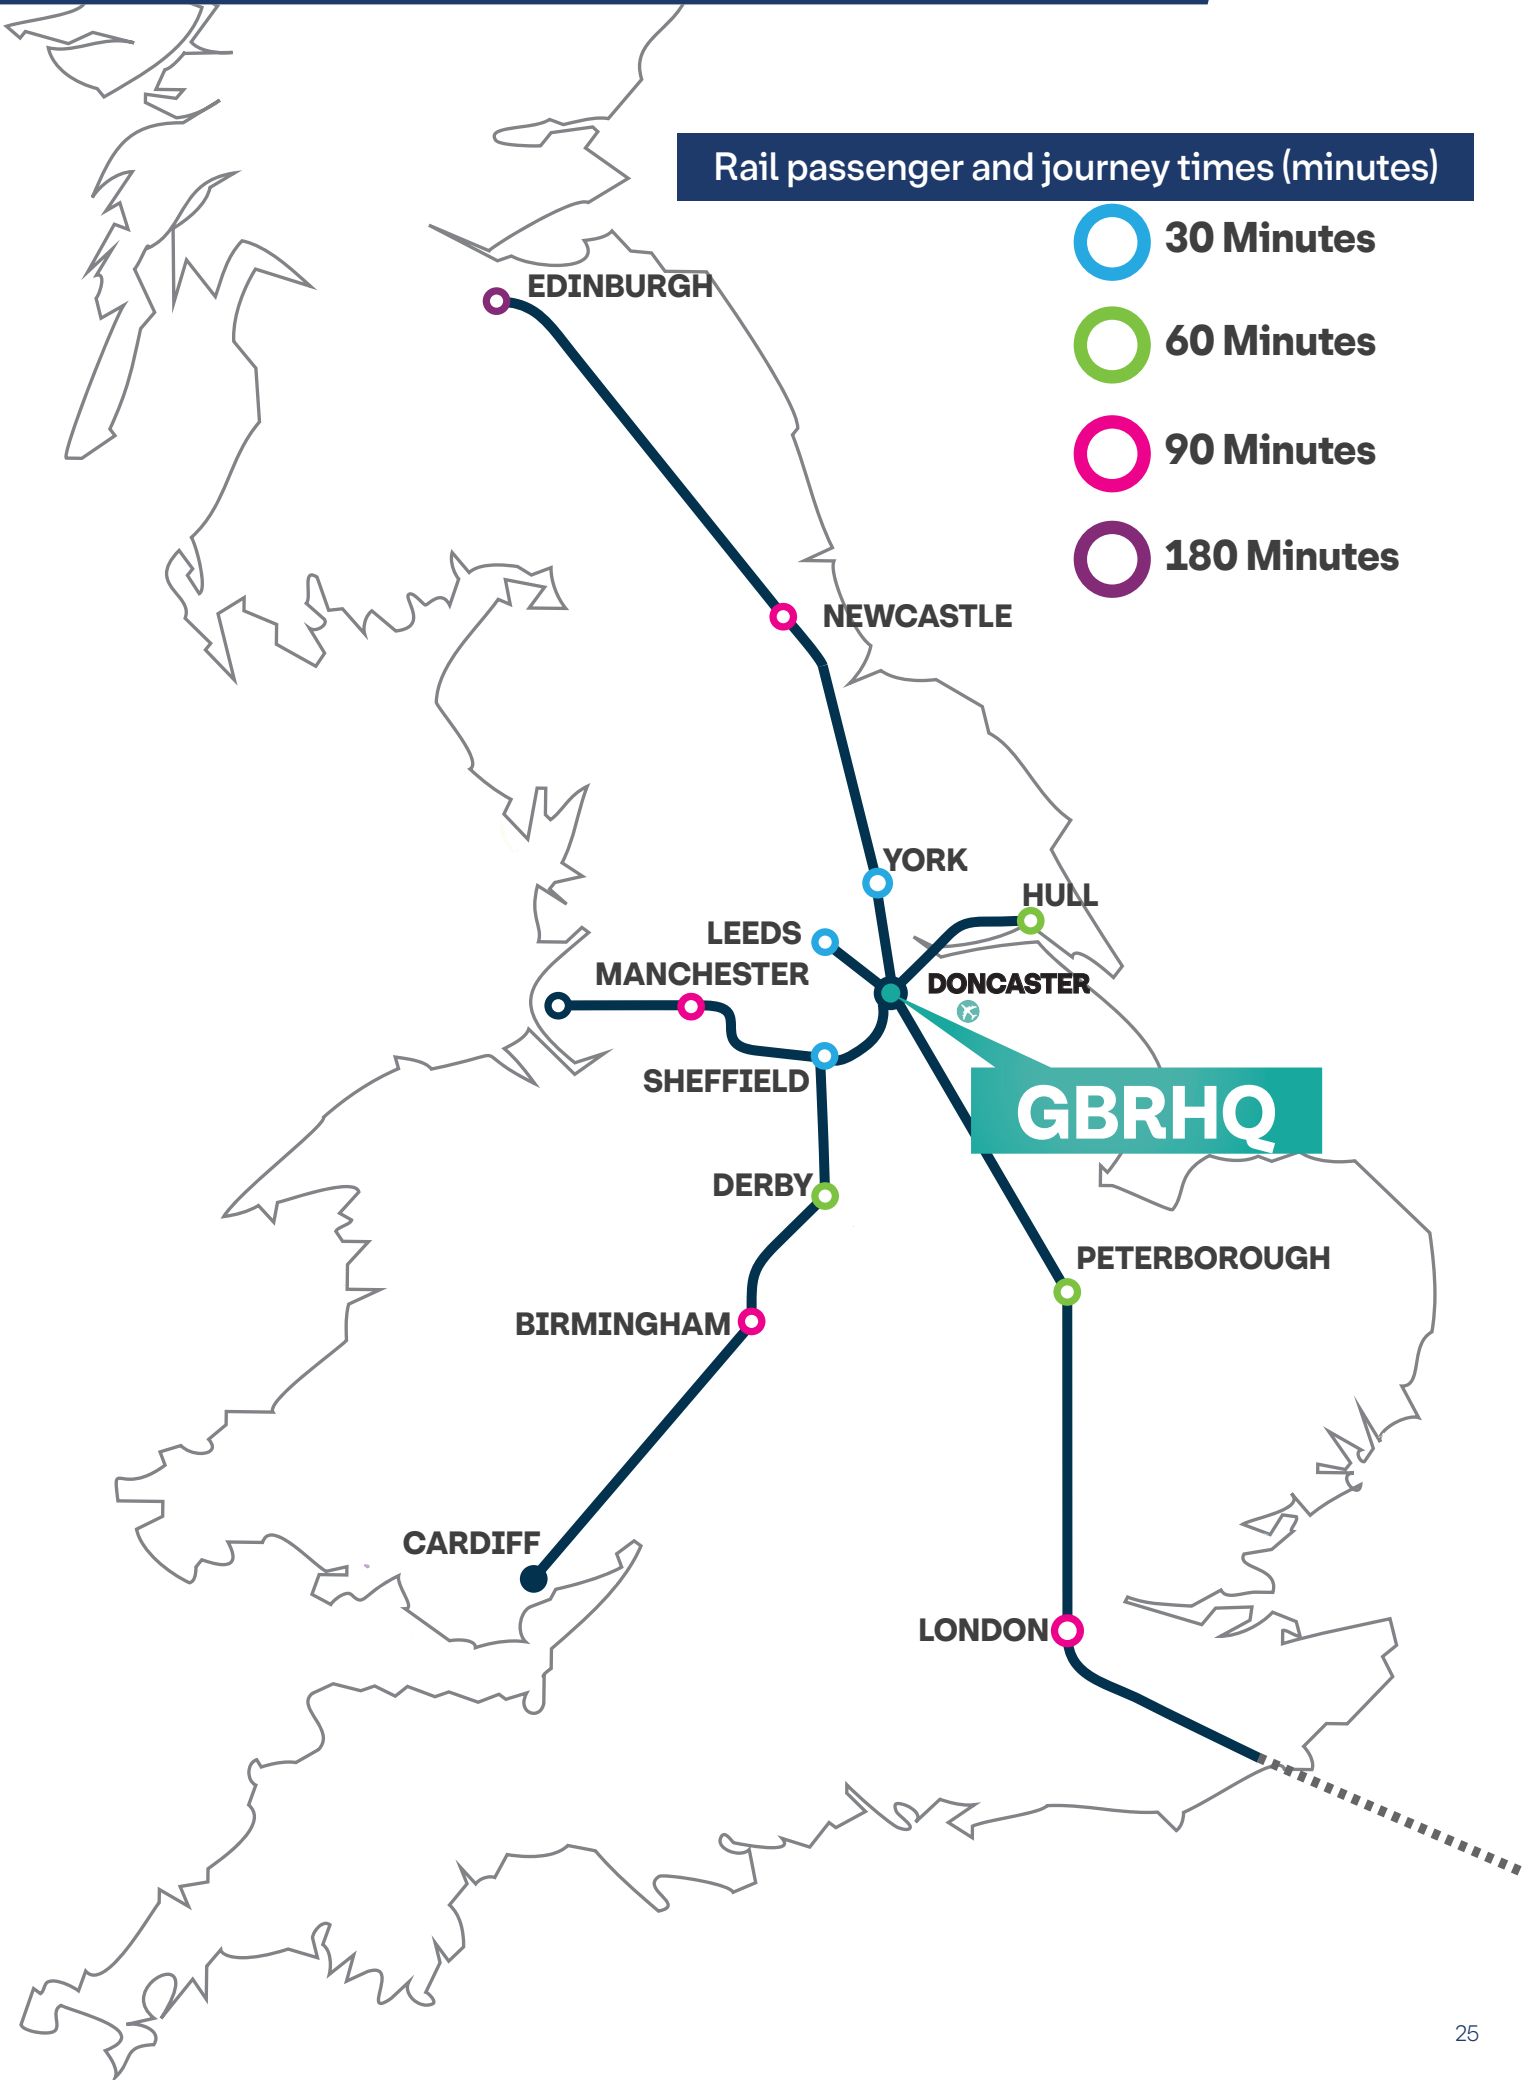 Rail passenger and journey times (minutes)
30 Minutes
60 Minutes
90 Minutes
180 Minutes
EDINBURGH
NEWCASTLE
YORK
HULL
LEEDS
MANCHESTER
DONCASTER
SHEFFIELD
GBRHQ
DERBY
PETERBOROUGH
BIRMINGHAM
CARDIFF
LONDON
25